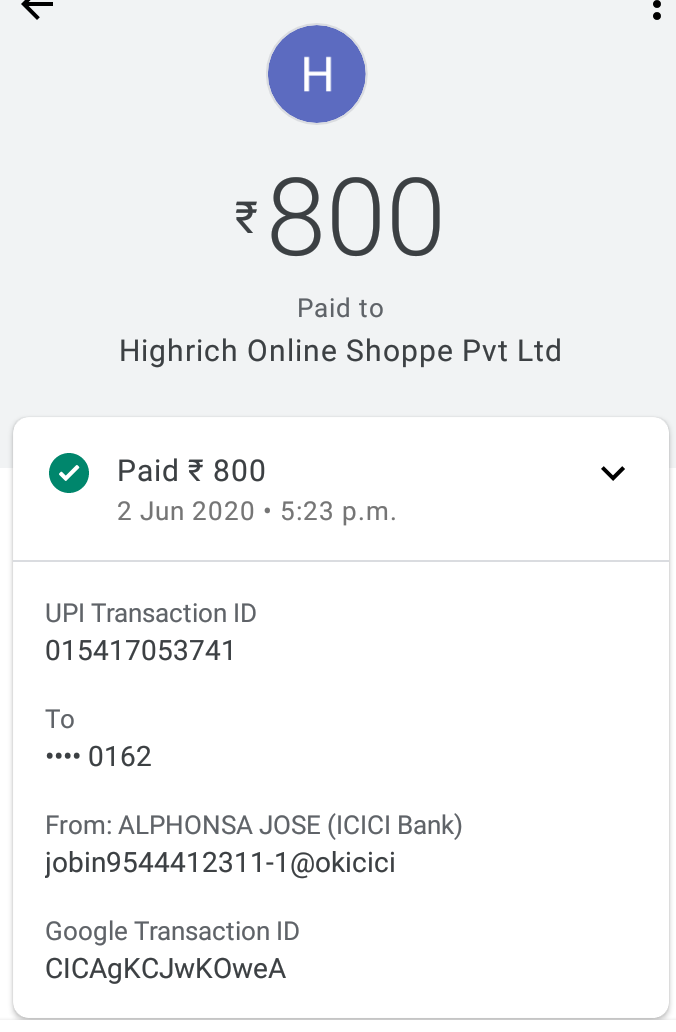 H
₹800
Paid to
Highrich Online Shoppe Pvt Ltd
Paid ₹ 800
2 Jun 2020 • 5:23 p.m.
UPI Transaction ID
015417053741
To
•••• 0162
From: ALPHONSA JOSE (ICICI Bank)
jobin9544412311-1@okicici
Google Transaction ID
CICAgKCJwKOweA